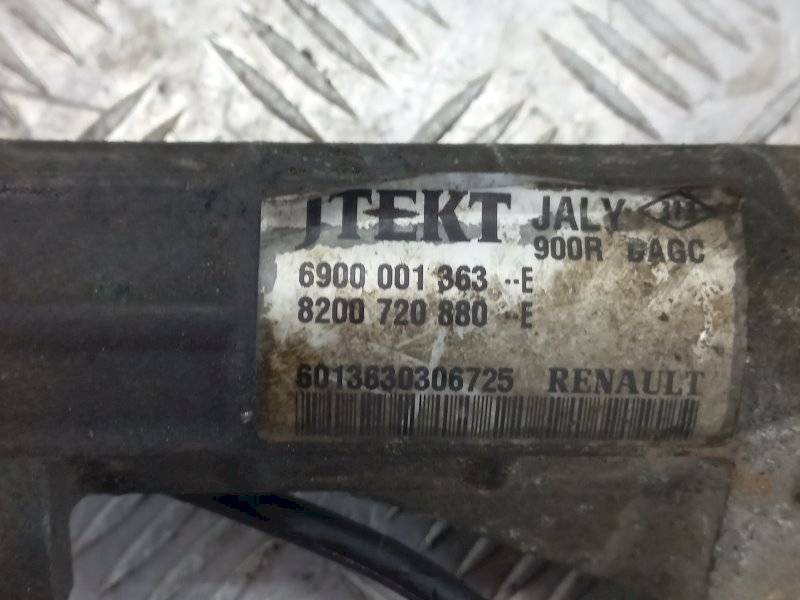 JTEKT JALY
900R DAGC
6900 001 363 --E
8200 720 880 --E
6013630306725 RENAULT